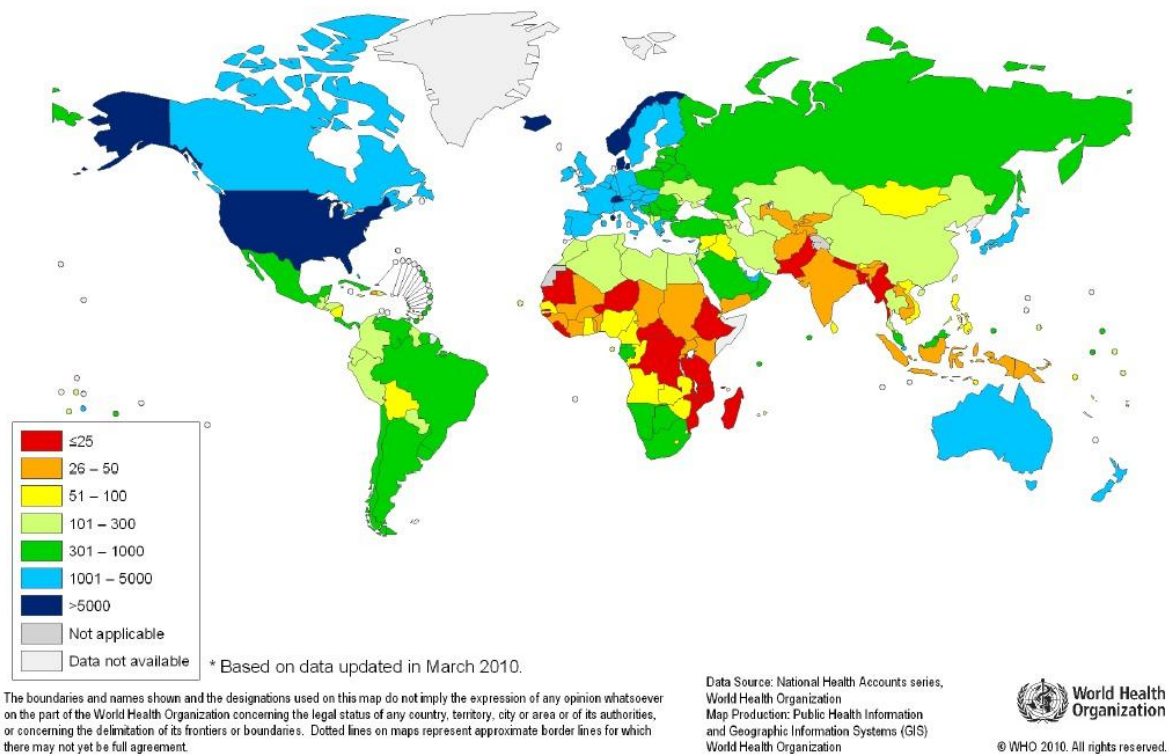 ≤25
26 – 50
51 – 100
101 – 300
301 – 1000
1001 – 5000
>5000
Not applicable
Data not available
* Based on data updated in March 2010.
The boundaries and names shown and the designations used on this map do not imply the expression of any opinion whatsoever
on the part of the World Health Organization concerning the legal status of any country, territory, city or area or of its authorities,
or concerning the delimitation of its frontiers or boundaries. Dotted lines on maps represent approximate border lines for which
there may not yet be full agreement.
Data Source: National Health Accounts series,
World Health Organization
Map Production: Public Health Information
and Geographic Information Systems (GIS)
World Health Organization
World Health
Organization
© WHO 2010. All rights reserved.